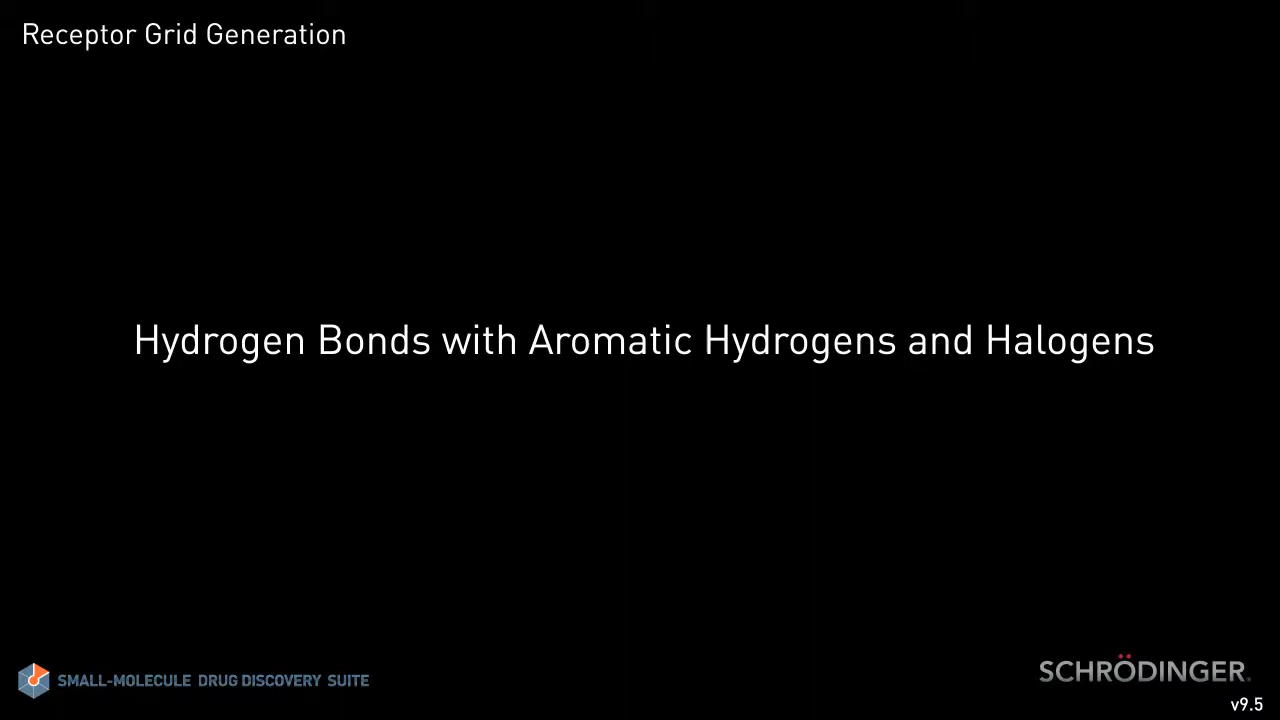 Receptor Grid Generation
Hydrogen Bonds with Aromatic Hydrogens and Halogens
SMALL-MOLECULE DRUG DISCOVERY SUITE
SCHRÖDINGER.
v9.5